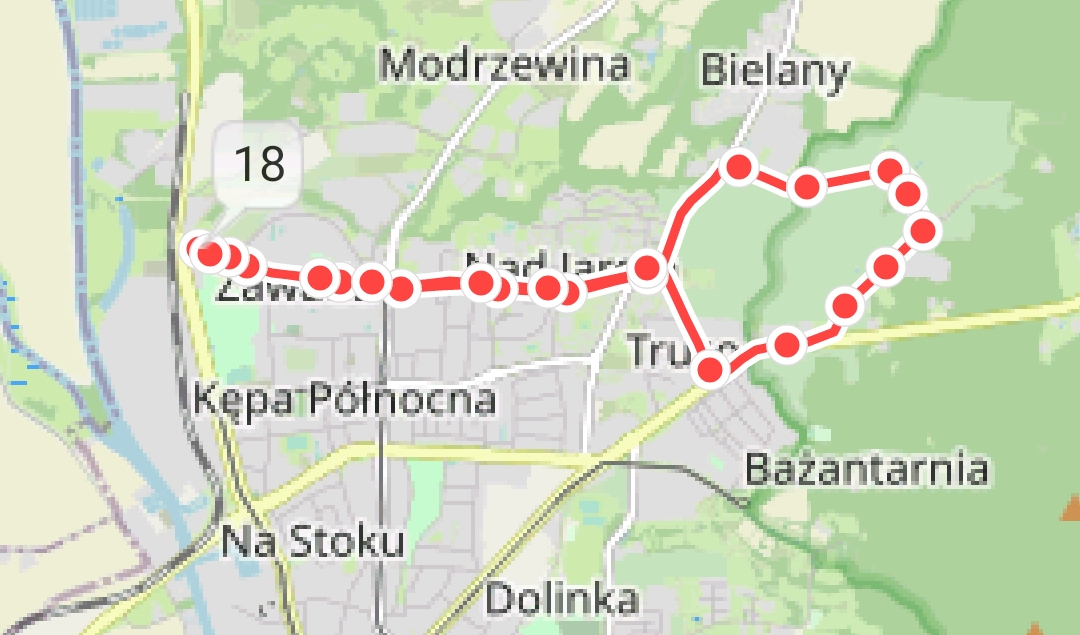 Modrzewina
Bielany
18
Kępa-Północna
Bażantarnia
Na Stoku
Dolinka